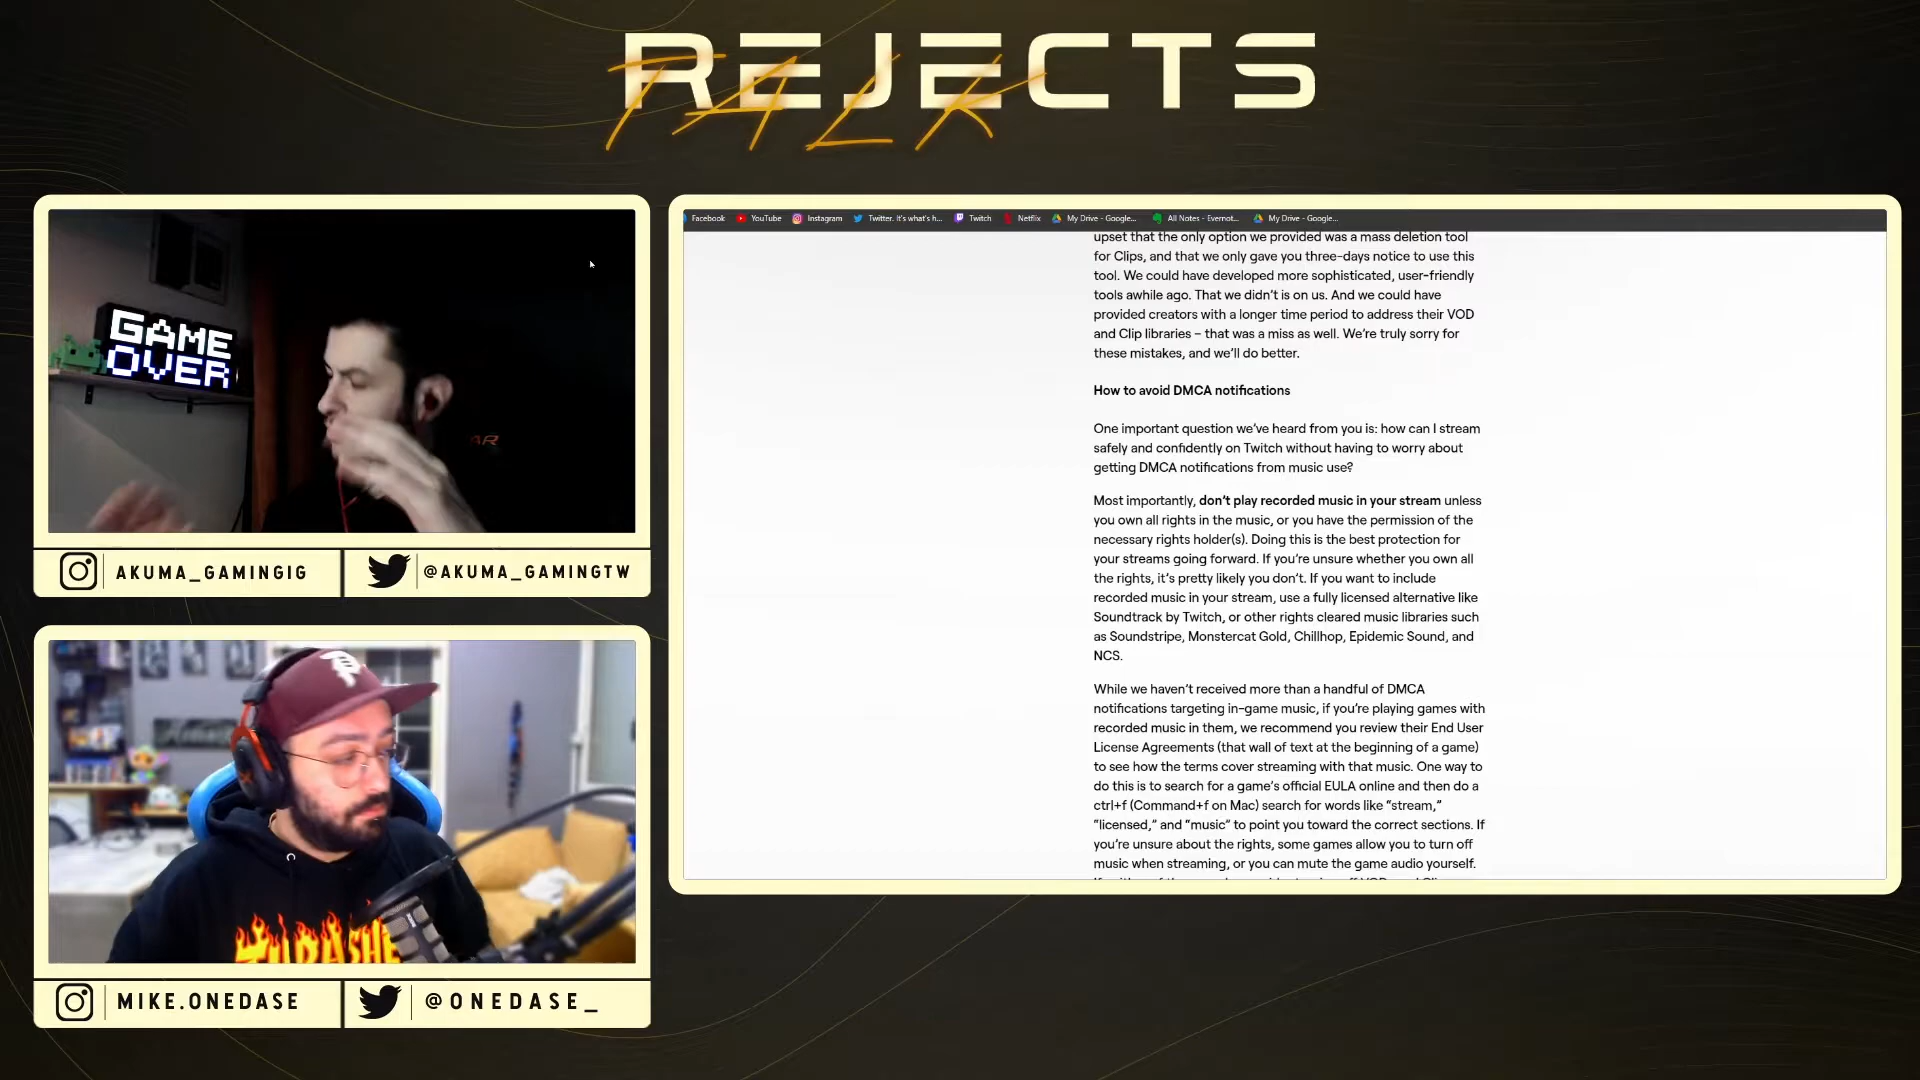 REJECTS
TALK
GAME
OVER
AKUMA_GAMINGIG
@AKUMA_GAMINGTW
THRASHE
MIKE.ONEDASE
@ONEDASE_
Facebook YouTube Instagram Twitter. It's what's h... Twitch Netflix My Drive - Google... All Notes - Evernot... My Drive - Google...
upset that the only option we provided was a mass deletion tool
for Clips, and that we only gave you three-days notice to use this
tool. We could have developed more sophisticated, user-friendly
tools awhile ago. That we didn’t is on us. And we could have
provided creators with a longer time period to address their VOD
and Clip libraries – that was a miss as well. We’re truly sorry for
these mistakes, and we’ll do better.
How to avoid DMCA notifications
One important question we’ve heard from you is: how can I stream
safely and confidently on Twitch without having to worry about
getting DMCA notifications from music use?
Most importantly, don’t play recorded music in your stream unless
you own all rights in the music, or you have the permission of the
necessary rights holder(s). Doing this is the best protection for
your streams going forward. If you’re unsure whether you own all
the rights, it’s pretty likely you don’t. If you want to include
recorded music in your stream, use a fully licensed alternative like
Soundtrack by Twitch, or other rights cleared music libraries such
as Soundstripe, Monstercat Gold, Chillhop, Epidemic Sound, and
NCS.
While we haven’t received more than a handful of DMCA
notifications targeting in-game music, if you’re playing games with
recorded music in them, we recommend you review their End User
License Agreements (that wall of text at the beginning of a game)
to see how the terms cover streaming with that music. One way to
do this is to search for a game’s official EULA online and then do a
ctrl+f (Command+f on Mac) search for words like “stream,”
“licensed,” and “music” to point you toward the correct sections. If
you’re unsure about the rights, some games allow you to turn off
music when streaming, or you can mute the game audio yourself.